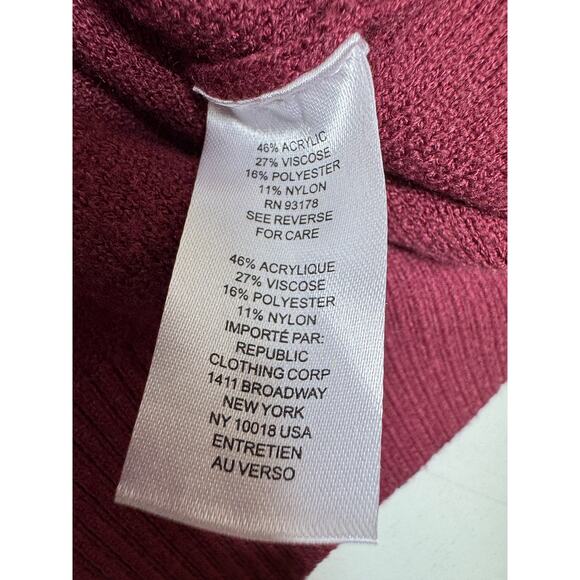 46% ACRYLIC
27% VISCOSE
16% POLYESTER
11% NYLON
RN 93178
SEE REVERSE
FOR CARE
46% ACRYLIQUE
27% VISCOSE
16% POLYESTER
11% NYLON
IMPORTÉ PAR:
REPUBLIC
CLOTHING CORP
1411 BROADWAY
NEW YORK
NY 10018 USA
ENTRETIEN
AU VERSO